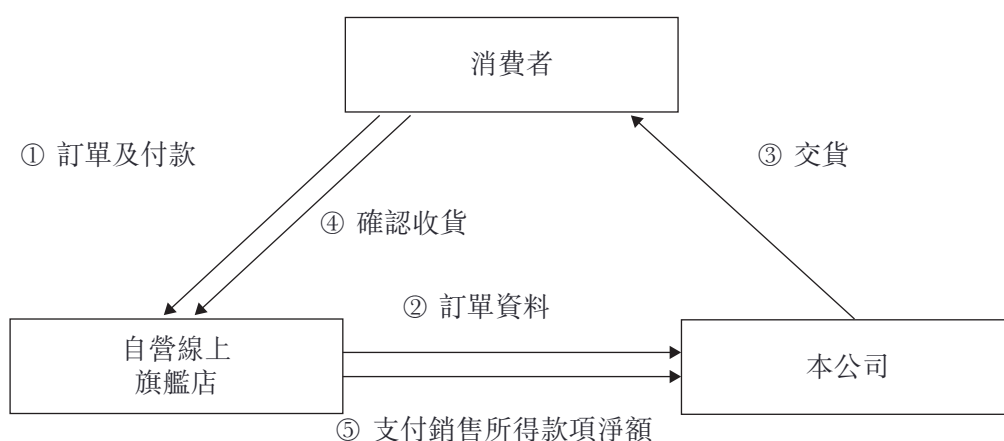 消費者
① 訂單及付款
③ 交貨
④ 確認收貨
② 訂單資料
自營線上
旗艦店
本公司
⑤ 支付銷售所得款項淨額